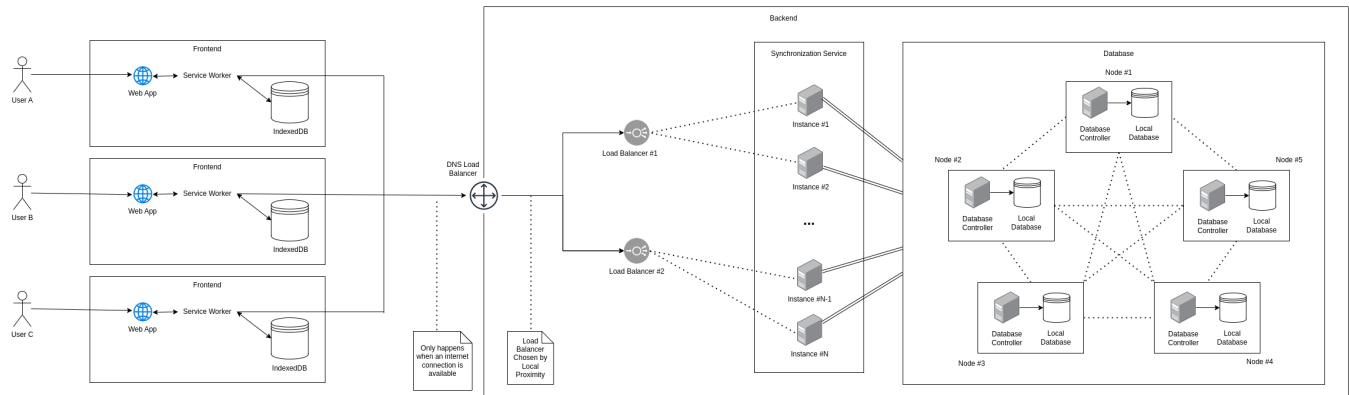 Backend
Frontend
User A
Web App
Service Worker
IndexedDB
Frontend
User B
Web App
Service Worker
IndexedDB
Frontend
User C
Web App
Service Worker
IndexedDB
Only happens
when an internet
connection is
available
DNS Load
Balancer
Load
Balancer
Chosen by
Local
Proximity
Load Balancer #1
Load Balancer #2
Synchronization Service
Instance #1
Instance #2
...
Instance #N-1
Instance #N
Database
Node #1
Database
Controller
Local
Database
Node #2
Database
Controller
Local
Database
Node #5
Database
Controller
Local
Database
Node #3
Database
Controller
Local
Database
Node #4
Database
Controller
Local
Database